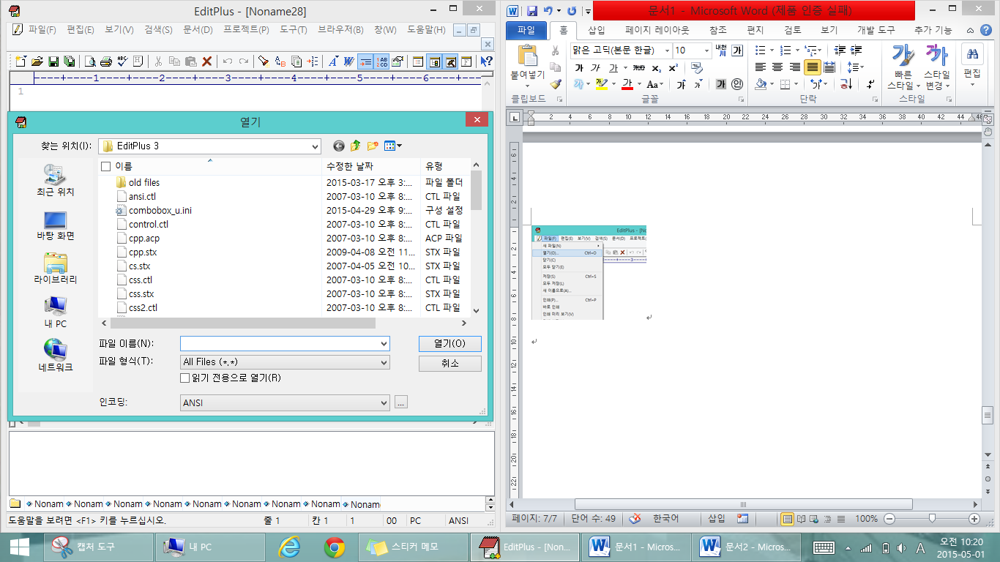 EditPlus - [Noname28]
파일(F) 편집(E) 보기(V) 검색(S) 문서(D) 프로젝트(P) 도구(T) 브라우저(B) 창(W) 도움말(H)
----+----1----+----2----+----3----+----4----+----5----+----6----+---
1
열기
찾는 위치(I): EditPlus 3
최근 위치
바탕 화면
라이브러리
내 PC
네트워크
이름 수정한 날짜 유형
old files 2015-03-17 오후 3:... 파일 폴더
ansi.ctl 2007-03-10 오후 8:... CTL 파일
combobox_u.ini 2015-04-29 오후 9:... 구성 설정
control.ctl 2007-03-10 오후 8:... CTL 파일
cpp.acp 2007-03-10 오후 8:... ACP 파일
cpp.stx 2009-04-08 오전 11... STX 파일
cs.stx 2007-04-05 오전 10... STX 파일
css.ctl 2007-03-10 오후 8:... CTL 파일
css.stx 2007-03-10 오후 8:... STX 파일
css2.ctl 2007-03-10 오후 8:... CTL 파일
파일 이름(N): 열기(O)
파일 형식(T): All Files (*.*) 취소
읽기 전용으로 열기(R)
인코딩: ANSI ...
Nonam Nonam Nonam Nonam Nonam Nonam Nonam Nonam Nonam
도움말을 보려면 <F1> 키를 누르십시오. 줄 1 칸 1 1 00 PC ANSI
문서1 - Microsoft Word (제품 인증 실패)
파일 홈 삽입 페이지 레이아웃 참조 편지 검토 보기 개발 도구 추가 기능
붙여넣기
클립보드
맑은 고딕(본문 한글) 10 내천 가
가 가 가 가 가
글꼴
단락
빠른 스타일
스타일 변경
스타일
편집
2 4 6 8 10 12 14 16 18 20 22 24 26 28 30 32 34 36 38 40 42 44 46
EditPlus - [No
파일(F) 편집(E) 보기(V) 검색(S) 문서(D) 프로젝트
새 파일(N)
열기(O)... Ctrl+O
닫기(C)
모두 닫기(E)
저장(S) Ctrl+S
모두 저장(L)
새 이름으로(A)...
인쇄(P)... Ctrl+P
바로 인쇄
인쇄 미리 보기(V)
페이지: 7/7 단어 수: 49 한국어 삽입 100%
캡처 도구 내 PC 스티커 메모 EditPlus - [Non... 문서1 - Micros... 문서2 - Micros... A 오전 10:20
2015-05-01